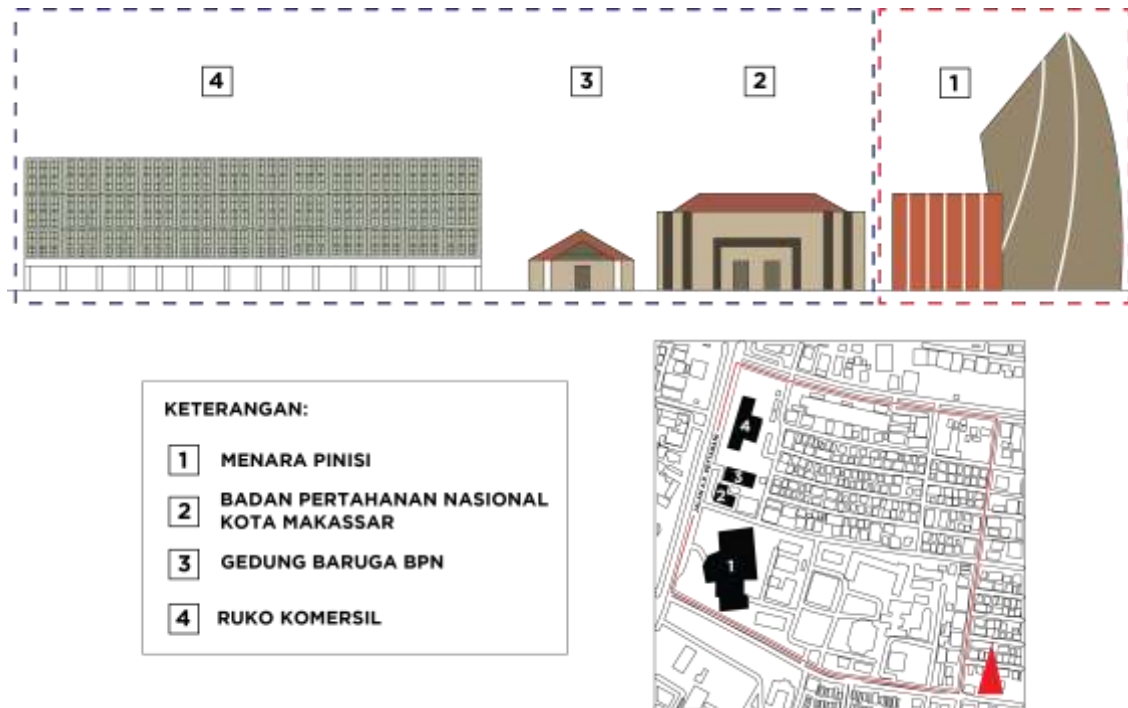 4
3
2
1
KETERANGAN:
1 MENARA PINISI
2 BADAN PERTAHANAN NASIONAL
KOTA MAKASSAR
3 GEDUNG BARUGA BPN
4 RUKO KOMERSIL
4
3
2
1